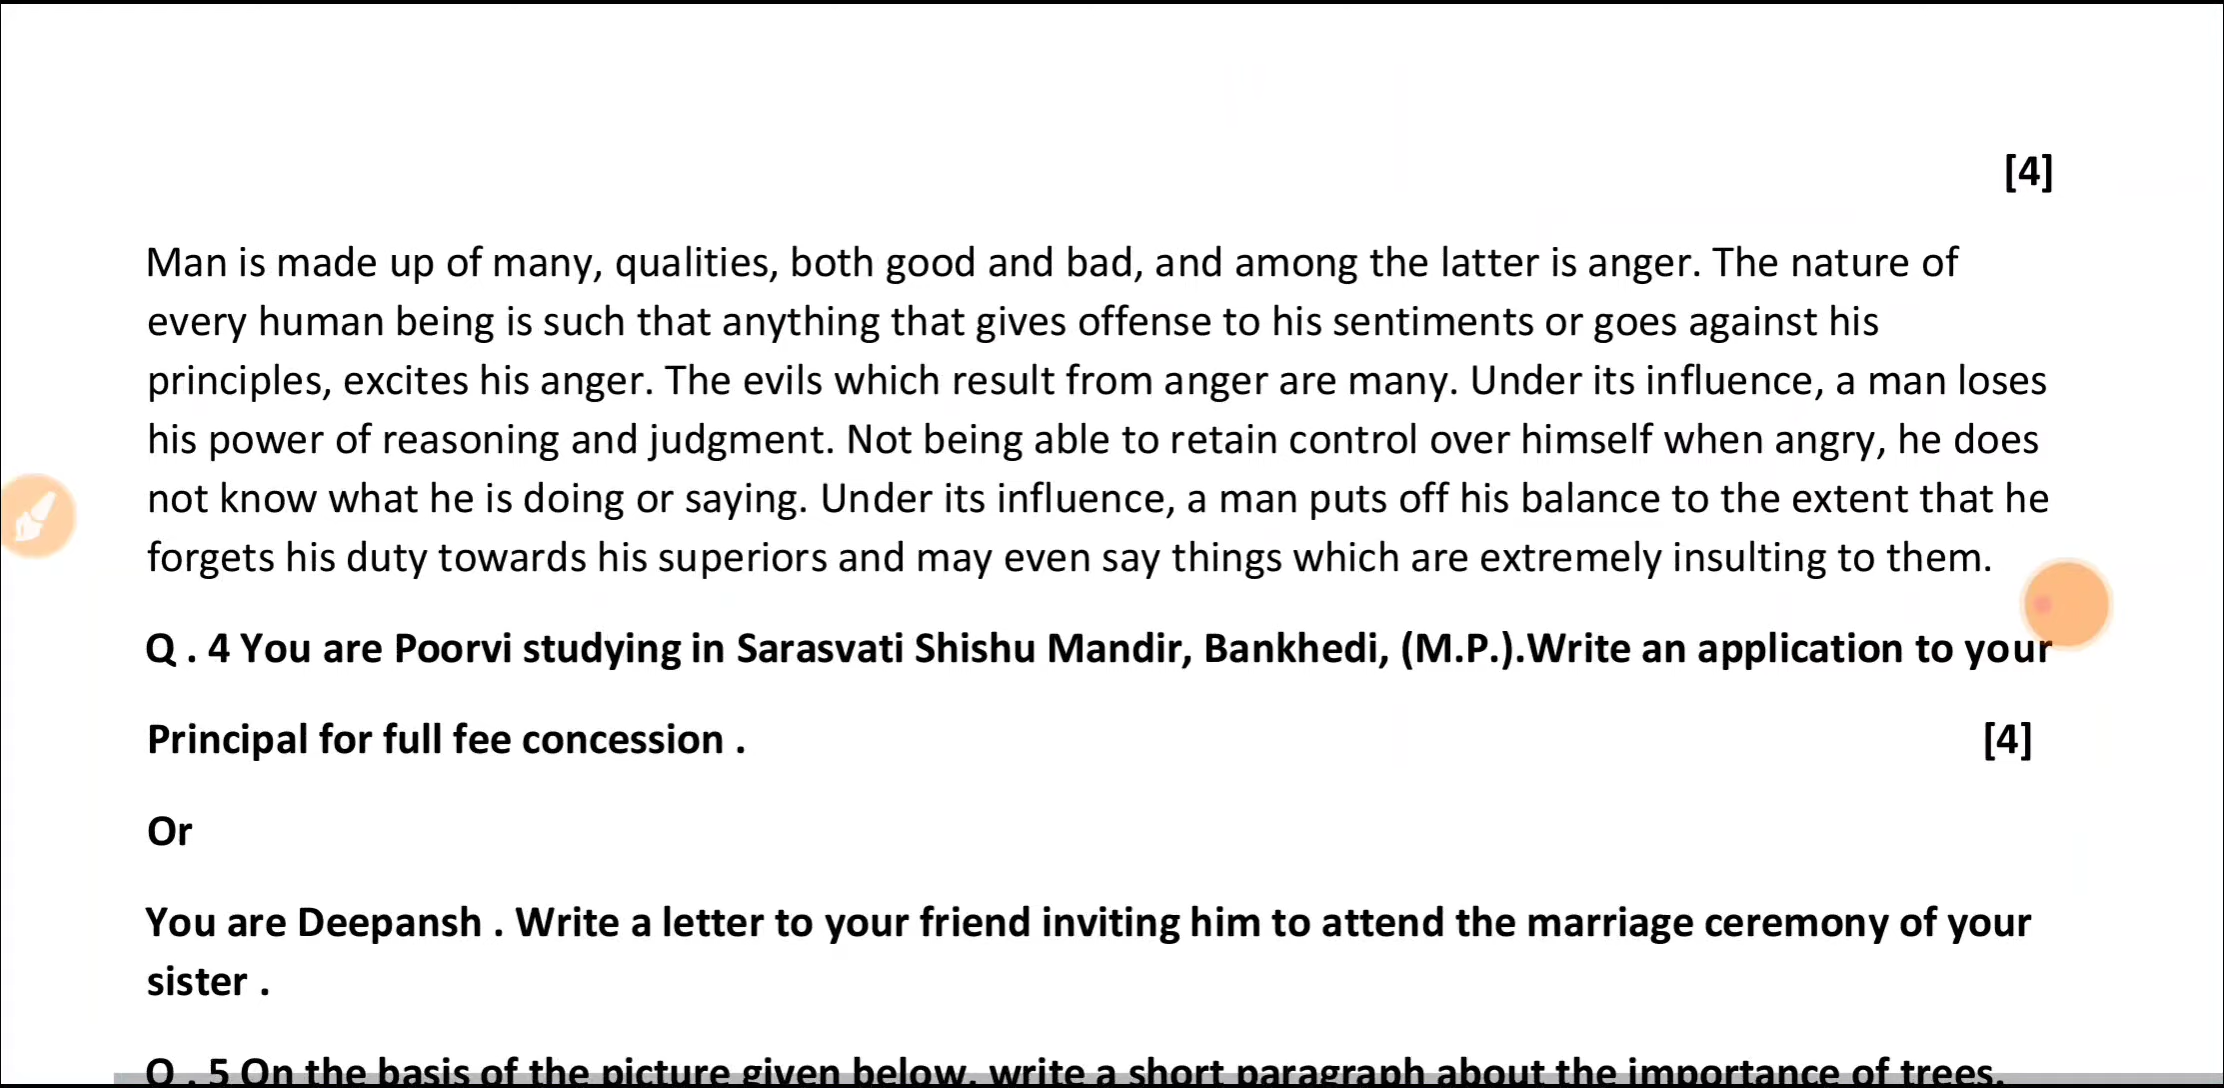 [4]
Man is made up of many, qualities, both good and bad, and among the latter is anger. The nature of
every human being is such that anything that gives offense to his sentiments or goes against his
principles, excites his anger. The evils which result from anger are many. Under its influence, a man loses
his power of reasoning and judgment. Not being able to retain control over himself when angry, he does
not know what he is doing or saying. Under its influence, a man puts off his balance to the extent that he
forgets his duty towards his superiors and may even say things which are extremely insulting to them.
Q . 4 You are Poorvi studying in Sarasvati Shishu Mandir, Bankhedi, (M.P.).Write an application to your
Principal for full fee concession . [4]
Or
You are Deepansh . Write a letter to your friend inviting him to attend the marriage ceremony of your
sister .
Q . 5 On the basis of the picture given below, write a short paragraph about the importance of trees.